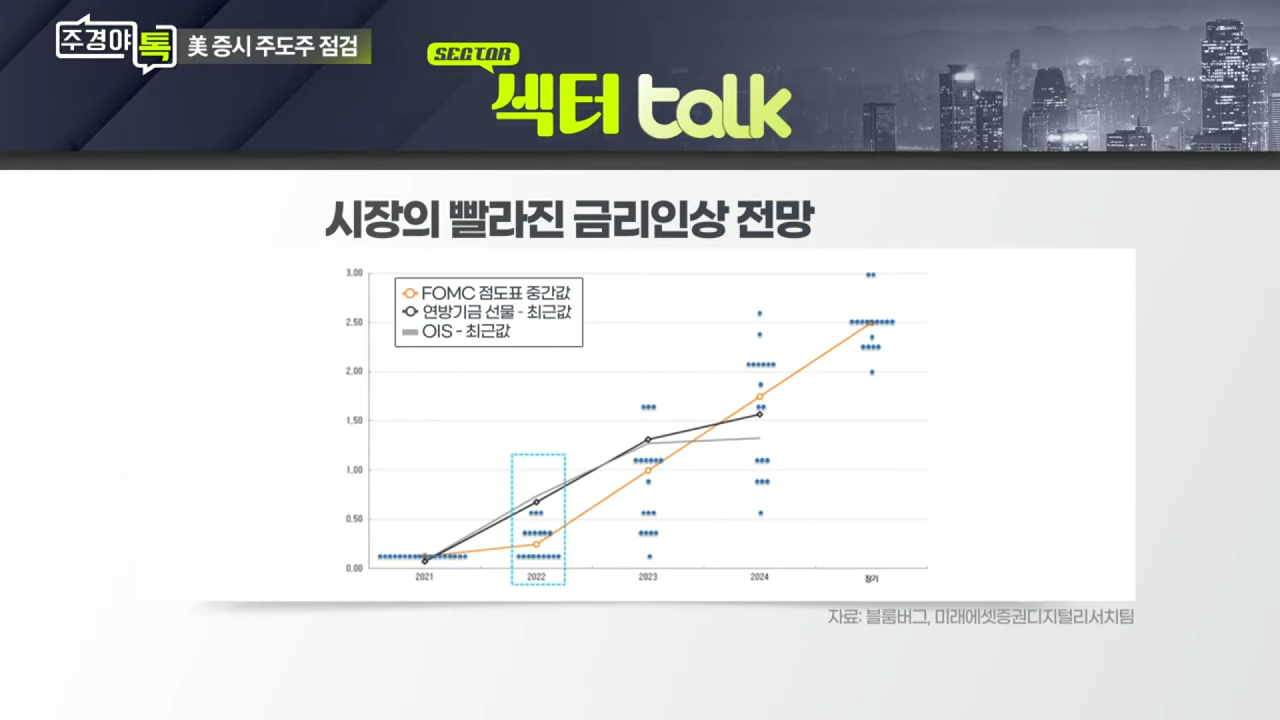 주경야톡
美 증시 주도주 점검
SECTOR
섹터 talk
시장의 빨라진 금리인상 전망
FOMC 점도표 중간값
연방기금 선물 - 최근값
OIS - 최근값
3,00
2,50
2,00
1,50
1,00
0,50
0,00
2021
2022
2023
2024
장기
자료: 블룸버그, 미래에셋증권디지털리서치팀